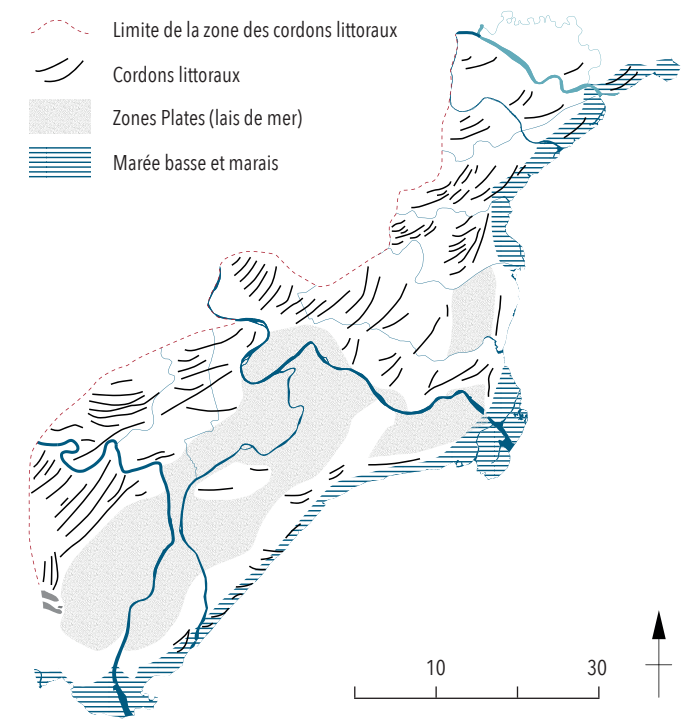 Limite de la zone des cordons littoraux
Cordons littoraux
Zones Plates (lais de mer)
Marée basse et marais
10 30